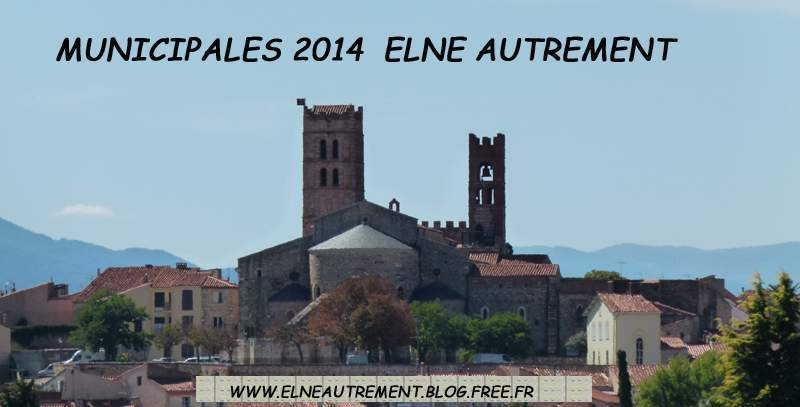 MUNICIPALES 2014 ELNE AUTREMENT
WWW.ELNEAUTREMENT.BLOG.FREE.FR